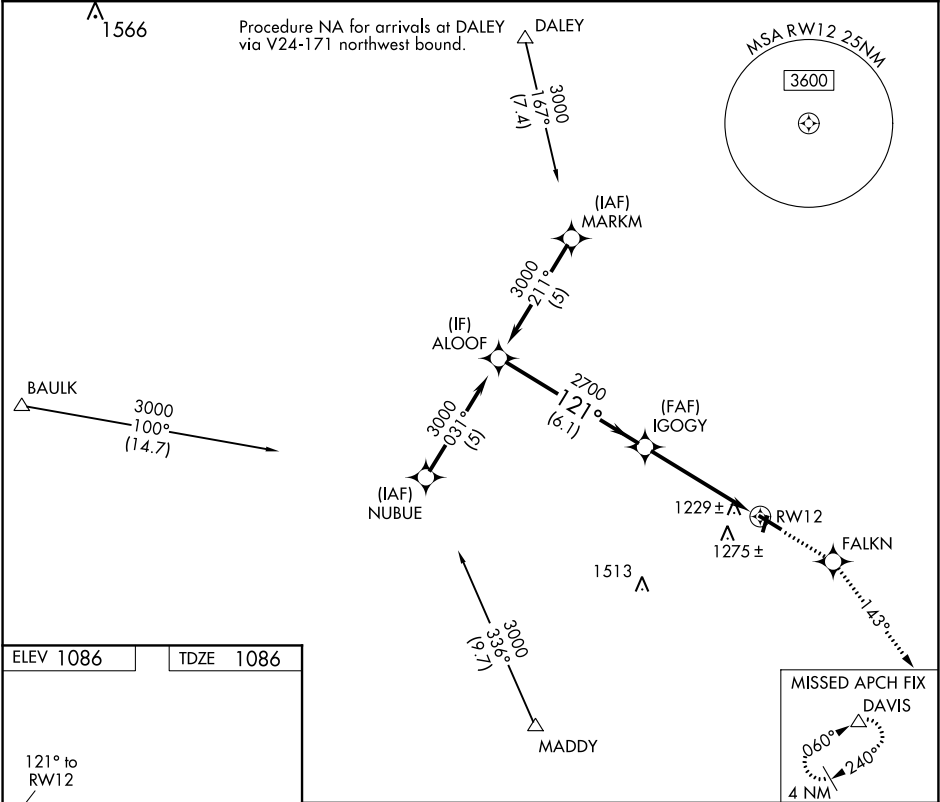 1566
Procedure NA for arrivals at DALEY
via V24-171 northwest bound.
DALEY
MSA RW12 25NM
3600
3000
167°
(7.4)
(IAF)
MARKM
3000
211°
(5)
(IF)
ALOOF
BAULK
3000
100°
(14.7)
2700
121°
(6.1)
(FAF)
IGOGY
3000
031°
(5)
(IAF)
NUBUE
1229 ±
RW12
1275 ±
FALKN
1513
143°
3000
336°
(9.7)
MADDY
ELEV 1086
TDZE 1086
121° to
RW12
MISSED APCH FIX
DAVIS
060°
240°
4 NM